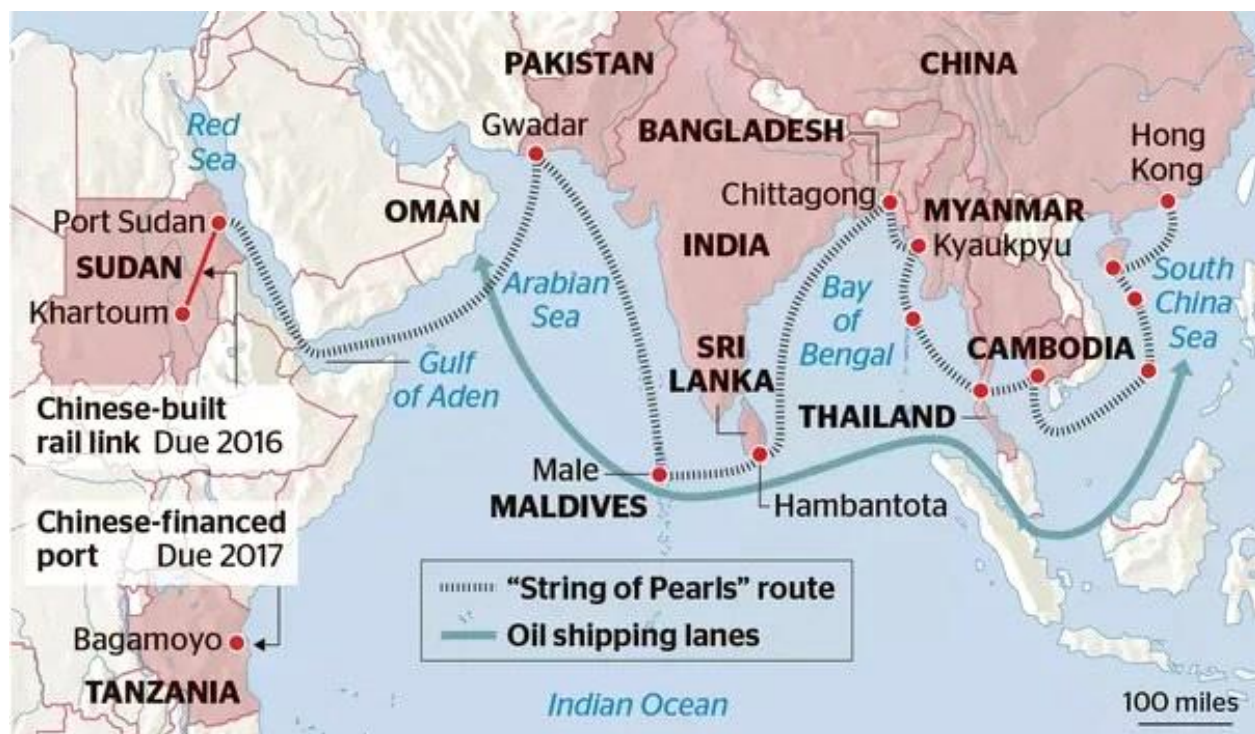 PAKISTAN
CHINA
Gwadar
Red
Sea
BANGLADESH
Hong
Kong
Chittagong
Port Sudan
OMAN
MYANMAR
SUDAN
INDIA
Kyaukpyu
Khartoum
Arabian
Sea
Bay
of
Bengal
South
China
Sea
SRI
LANKA
CAMBODIA
Gulf
of Aden
Chinese-built
rail link Due 2016
THAILAND
Male
MALDIVES
Hambantota
Chinese-financed
port Due 2017
"String of Pearls" route
Oil shipping lanes
Bagamoyo
TANZANIA
Indian Ocean
100 miles